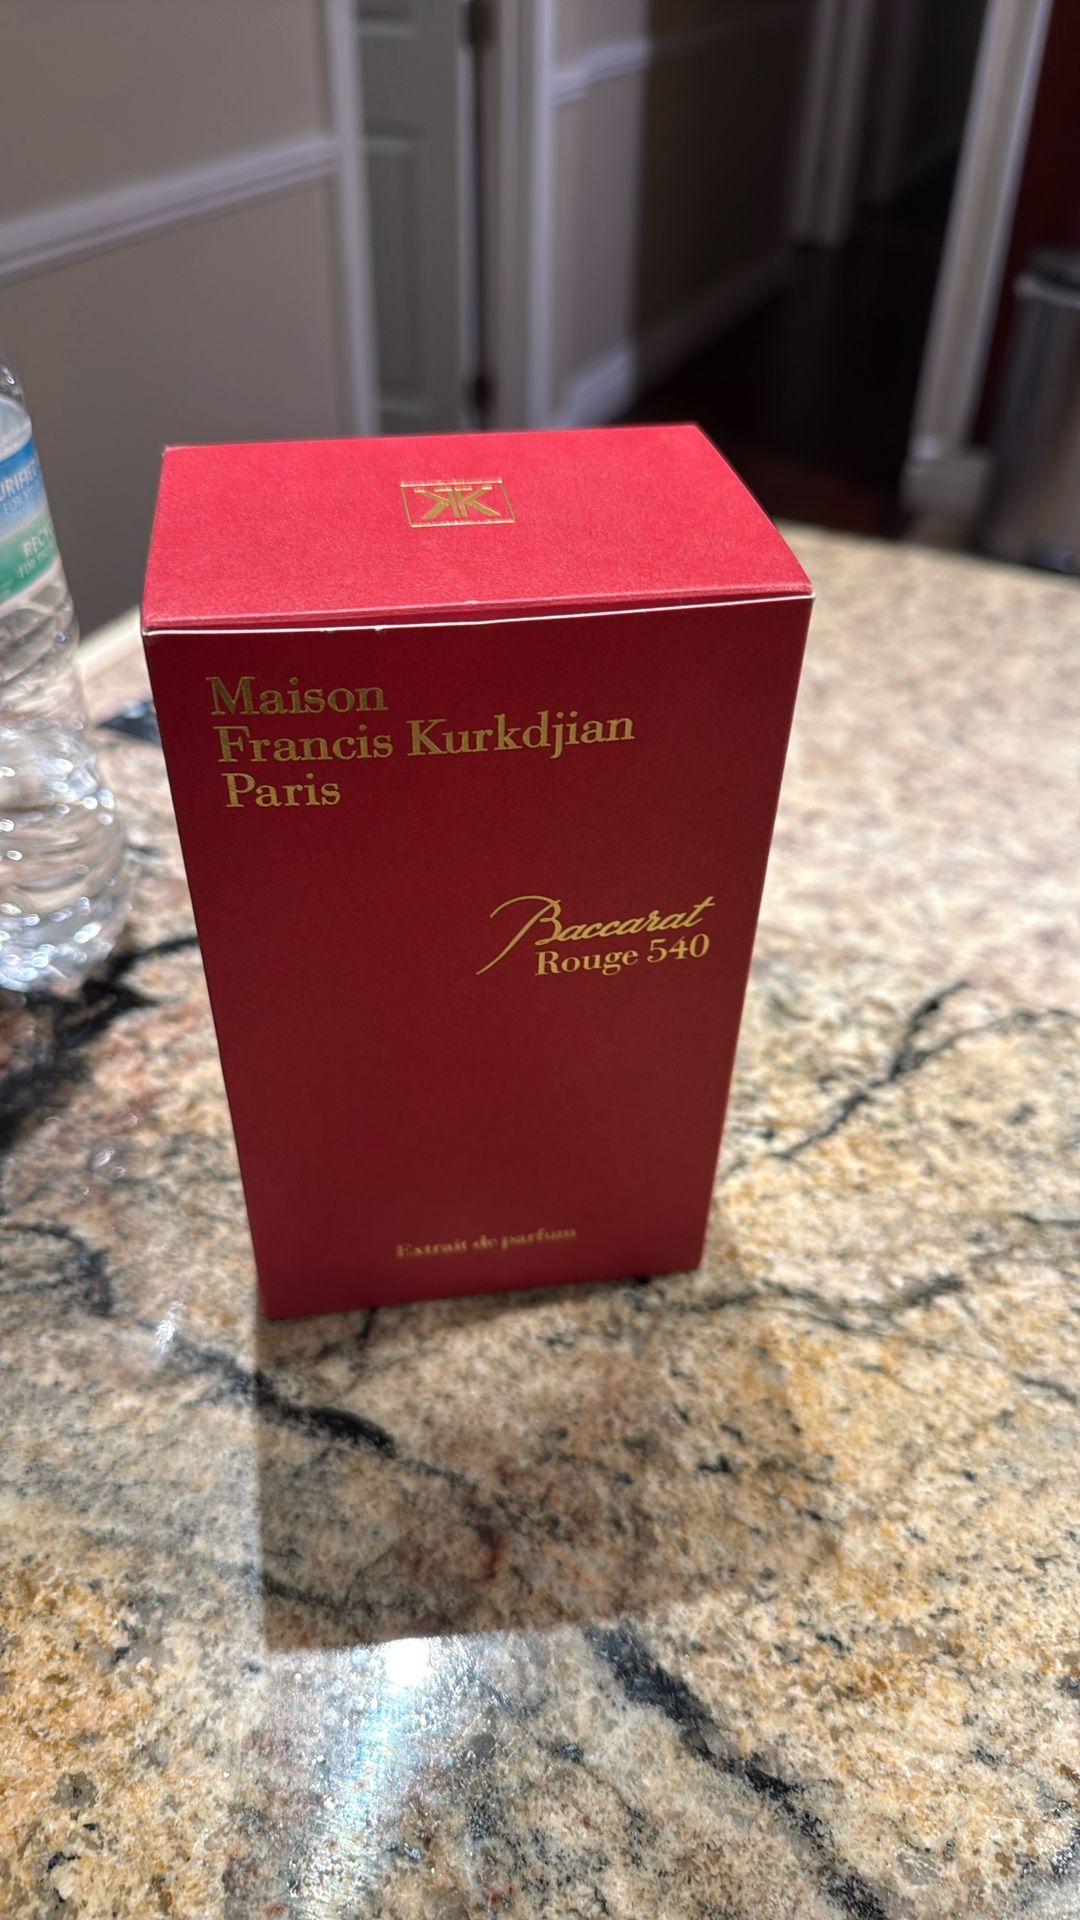 Maison
Francis Kurkdjian
Paris
Baccarat
Rouge 540
Extrait de parfum